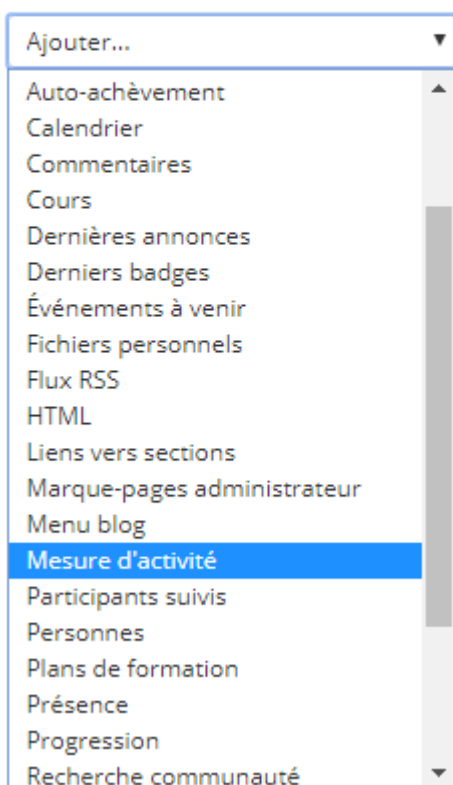 Ajouter...
Auto-achèvement
Calendrier
Commentaires
Cours
Dernières annonces
Derniers badges
Événements à venir
Fichiers personnels
Flux RSS
HTML
Liens vers sections
Marque-pages administrateur
Menu blog
Mesure d'activité
Participants suivis
Personnes
Plans de formation
Présence
Progression
Recherche communauté